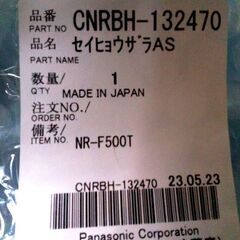 品番 CNRBH-132470
PART NO
品名 セイヒョウザラAS
PART NAME
数量/ 1
Q'TY MADE IN JAPAN
注文NO./
ORDER NO.
備考/
ITEM NO. NR-F500T
CNRBH-132470 23.05.23
Panasonic Corporation